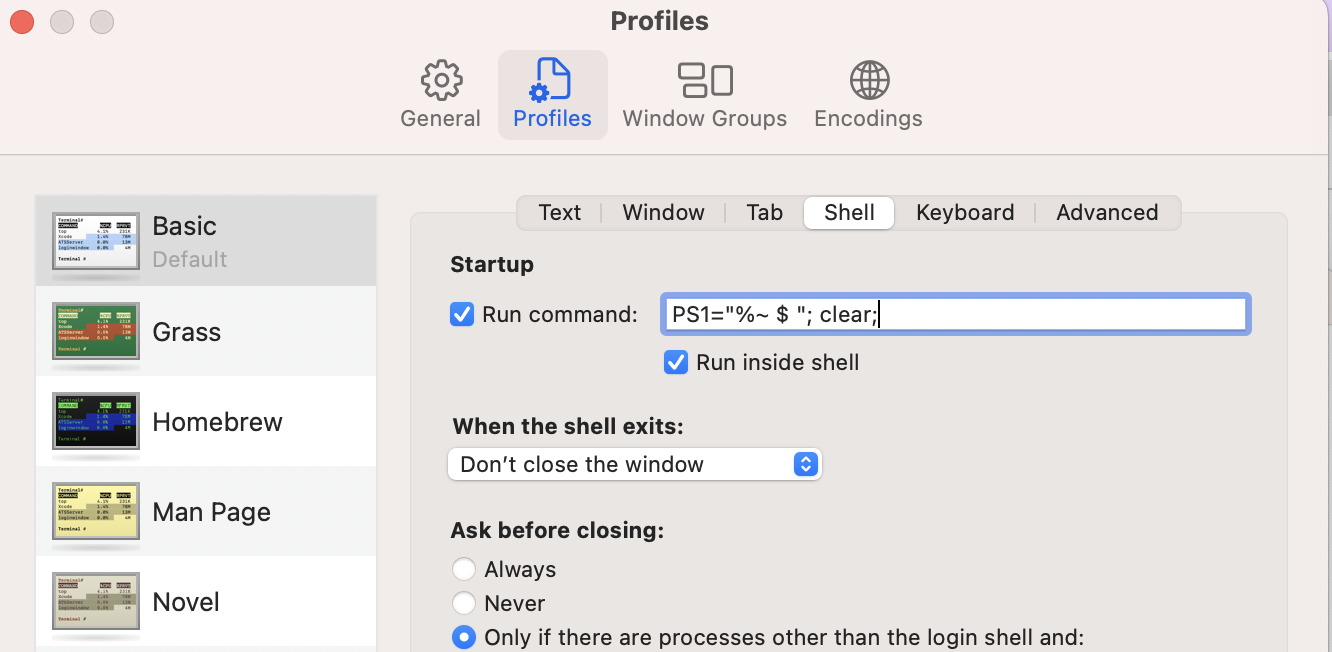 Profiles
General
Profiles
Window Groups
Encodings
Basic
Default
Grass
Homebrew
Man Page
Novel
Text
Window
Tab
Shell
Keyboard
Advanced
Startup
Run command:
PS1="%~ $ "; clear;
Run inside shell
When the shell exits:
Don’t close the window
Ask before closing:
Always
Never
Only if there are processes other than the login shell and: